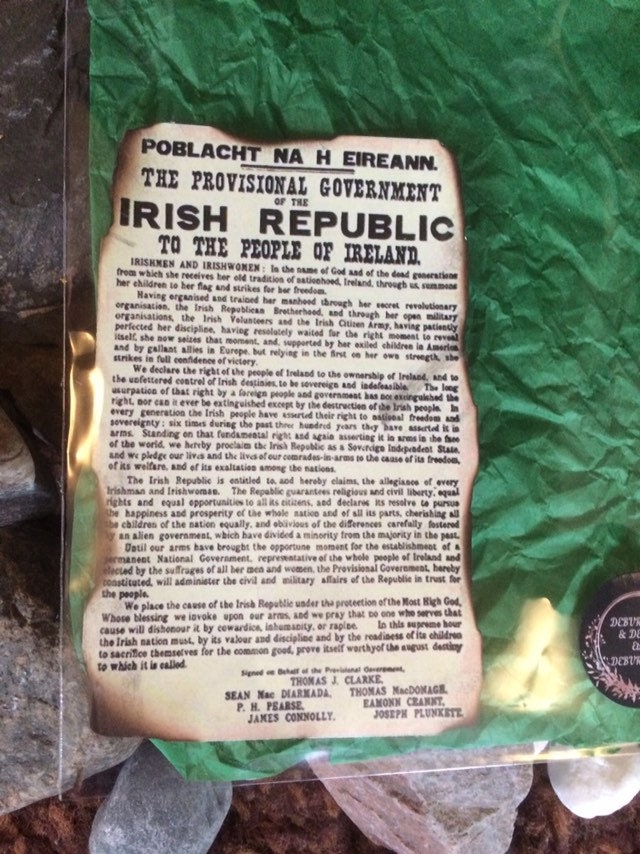 POBLACHT NA H EIREANN.
THE PROVISIONAL GOVERNMENT
OF THE
IRISH REPUBLIC
TO THE PEOPLE OF IRELAND.
IRISHMEN AND IRISHWOMEN : In the name of God and of the dead generations
from which she receives her old tradition of nationhood, Ireland, through us, summons
her children to her flag and strikes for her freedom.
Having organised and trained her manhood through her secret revolutionary
organisation, the Irish Republican Brotherhood, and through her open military
organisations, the Irish Volunteers and the Irish Citizen Army, having patiently
perfected her discipline, having resolutely waited for the right moment to reveal
itself, she now seizes that moment, and, supported by her exiled children in America
and by gallant allies in Europe, but relying in the first on her own strength, she
strikes in full confidence of victory.
We declare the right of the people of Ireland to the ownership of Ireland, and to
the unfettered control of Irish destinies, to be sovereign and indefeasible. The long
usurpation of that right by a foreign people and government has not extinguished the
right, nor can it ever be extinguished except by the destruction of the Irish people. In
every generation the Irish people have asserted their right to national freedom and
sovereignty ; six times during the past three hundred years they have asserted it in
arms. Standing on that fundamental right and again asserting it in arms in the face
of the world, we hereby proclaim the Irish Republic as a Sovereign Independent State,
and we pledge our lives and the lives of our comrades-in-arms to the cause of its freedom,
of its welfare, and of its exaltation among the nations.
The Irish Republic is entitled to, and hereby claims, the allegiance of every
Irishman and Irishwoman. The Republic guarantees religious and civil liberty, equal
rights and equal opportunities to all its citizens, and declares its resolve to pursue
the happiness and prosperity of the whole nation and of all its parts, cherishing all
the children of the nation equally, and oblivious of the differences carefully fostered
by an alien government, which have divided a minority from the majority in the past.
Until our arms have brought the opportune moment for the establishment of a
permanent National Government, representative of the whole people of Ireland and
elected by the suffrages of all her men and women, the Provisional Government, hereby
constituted, will administer the civil and military affairs of the Republic in trust for
the people.
We place the cause of the Irish Republic under the protection of the Most High God,
Whose blessing we invoke upon our arms, and we pray that no one who serves that
cause will dishonour it by cowardice, inhumanity, or rapine. In this supreme hour
the Irish nation must, by its valour and discipline and by the readiness of its children
to sacrifice themselves for the common good, prove itself worthy of the august destiny
to which it is called.
Signed on Behalf of the Provisional Government,
THOMAS J. CLARKE,
SEAN Mac DIARMADA, THOMAS MacDONAGH,
P. H. PEARSE, EAMONN CEANNT,
JAMES CONNOLLY, JOSEPH PLUNKETT.